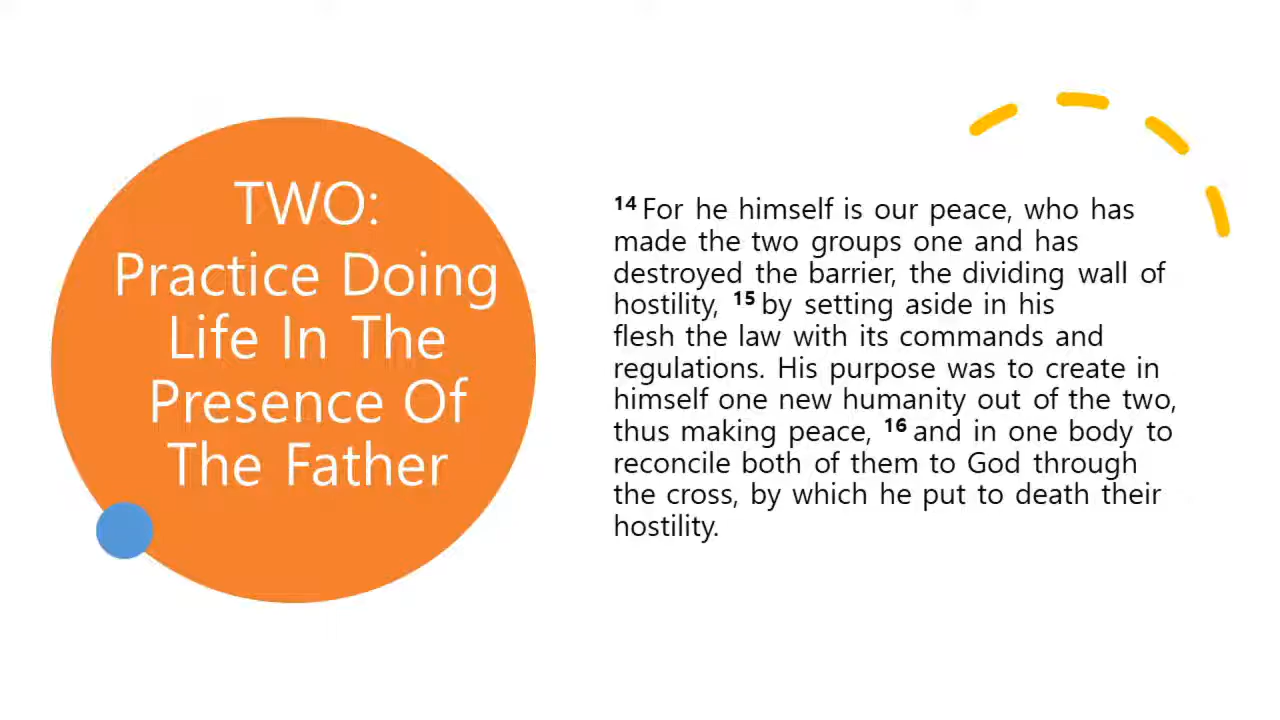 TWO:
Practice Doing
Life In The
Presence Of
The Father
14 For he himself is our peace, who has
made the two groups one and has
destroyed the barrier, the dividing wall of
hostility, 15 by setting aside in his
flesh the law with its commands and
regulations. His purpose was to create in
himself one new humanity out of the two,
thus making peace, 16 and in one body to
reconcile both of them to God through
the cross, by which he put to death their
hostility.